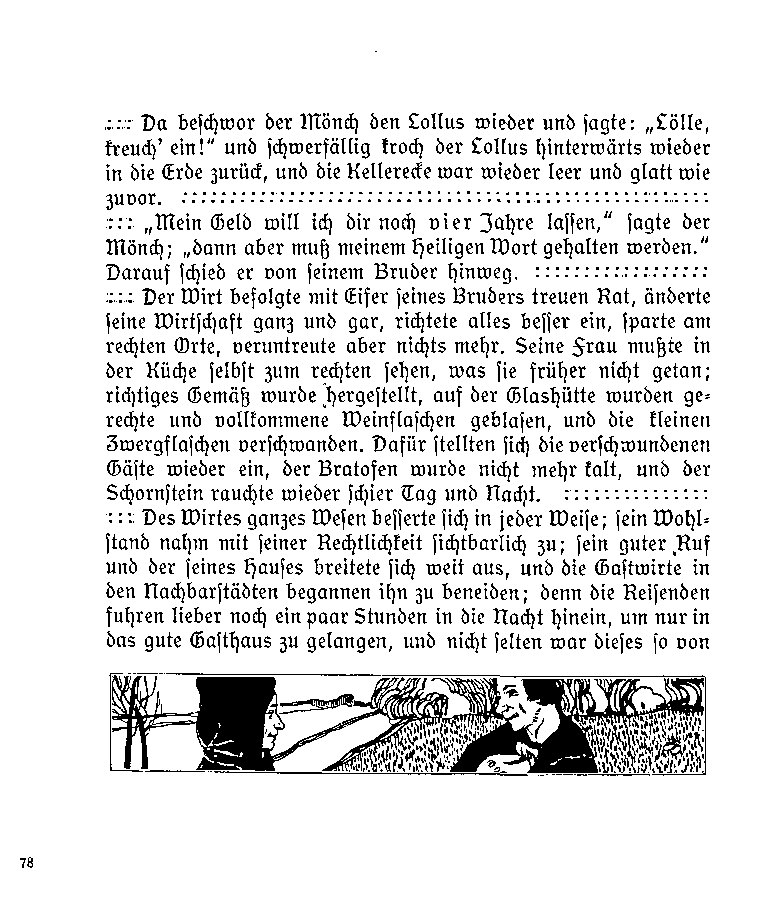 ::: Da beschwor der Mönch den Lollus wieder und sagte: „Lölle,
kreuch’ ein!“ und schwerfällig kroch der Lollus hinterwärts wieder
in die Erde zurück, und die Kellerecke war wieder leer und glatt wie
zuvor. ::::::::::::::::::::::::::::::::::::::::::::::
::: „Mein Geld will ich dir noch vier Jahre lassen,“ sagte der
Mönch; „dann aber muß meinem Heiligen Wort gehalten werden.“
Darauf schied er von seinem Bruder hinweg. ::::::::::::::::::
::: Der Wirt befolgte mit Eifer seines Bruders treuen Rat, änderte
seine Wirtschaft ganz und gar, richtete alles besser ein, sparte am
rechten Orte, veruntreute aber nichts mehr. Seine Frau mußte in
der Küche selbst zum rechten sehen, was sie früher nicht getan;
richtiges Gemäß wurde hergestellt, auf der Glashütte wurden ge-
rechte und vollkommene Weinflaschen geblasen, und die kleinen
Zwergflaschen verschwanden. Dafür stellten sich die verschwundenen
Gäste wieder ein, der Bratofen wurde nicht mehr kalt, und der
Schornstein rauchte wieder schier Tag und Nacht. :::::::::::::::
::: Des Wirtes ganzes Wesen besserte sich in jeder Weise; sein Wohl-
stand nahm mit seiner Rechtlichkeit sichtbarlich zu; sein guter Ruf
und der seines Hauses breitete sich weit aus, und die Gastwirte in
den Nachbarstädten begannen ihn zu beneiden; denn die Reisenden
fuhren lieber noch ein paar Stunden in die Nacht hinein, um nur in
das gute Gasthaus zu gelangen, und nicht selten war dieses so von
78